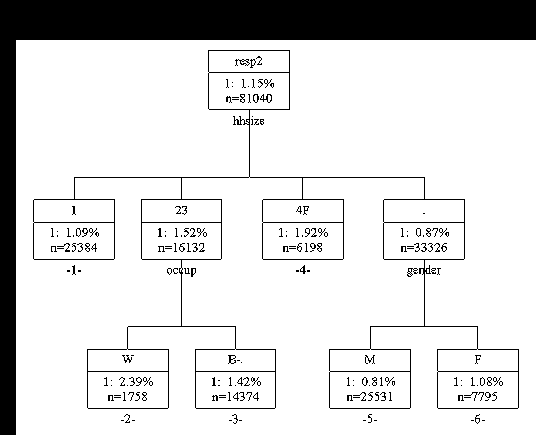 resp2
1: 1.15%
n=81040
hhsize
1 23 4F .
1: 1.09% 1: 1.52% 1: 1.92% 1: 0.87%
n=25384 n=16132 n=6198 n=33326
-1- occup -4- gender
W B-. M F
1: 2.39% 1: 1.42% 1: 0.81% 1: 1.08%
n=1758 n=14374 n=25531 n=7795
-2- -3- -5- -6-